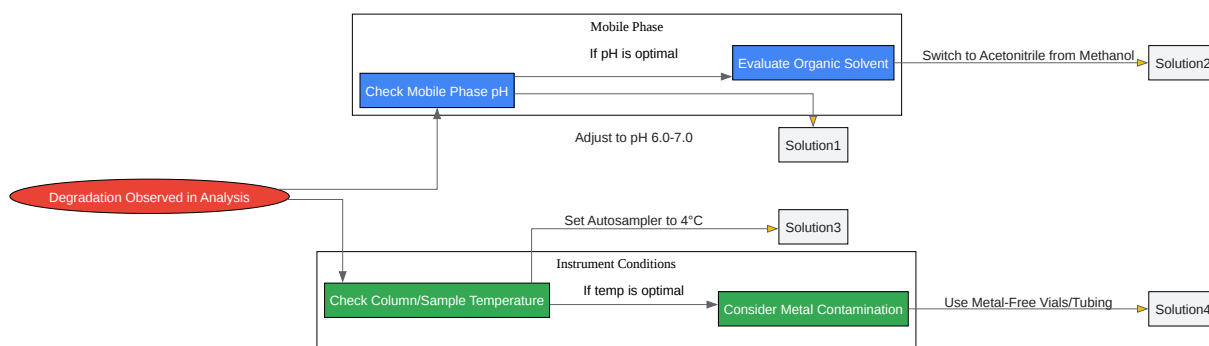 Mobile Phase
If pH is optimal
Evaluate Organic Solvent
Switch to Acetonitrile from Methanol
Solution2
Check Mobile Phase pH
Adjust to pH 6.0-7.0
Solution1
Degradation Observed in Analysis
Set Autosampler to 4°C
Solution3
Instrument Conditions
Check Column/Sample Temperature
If temp is optimal
Consider Metal Contamination
Use Metal-Free Vials/Tubing
Solution4